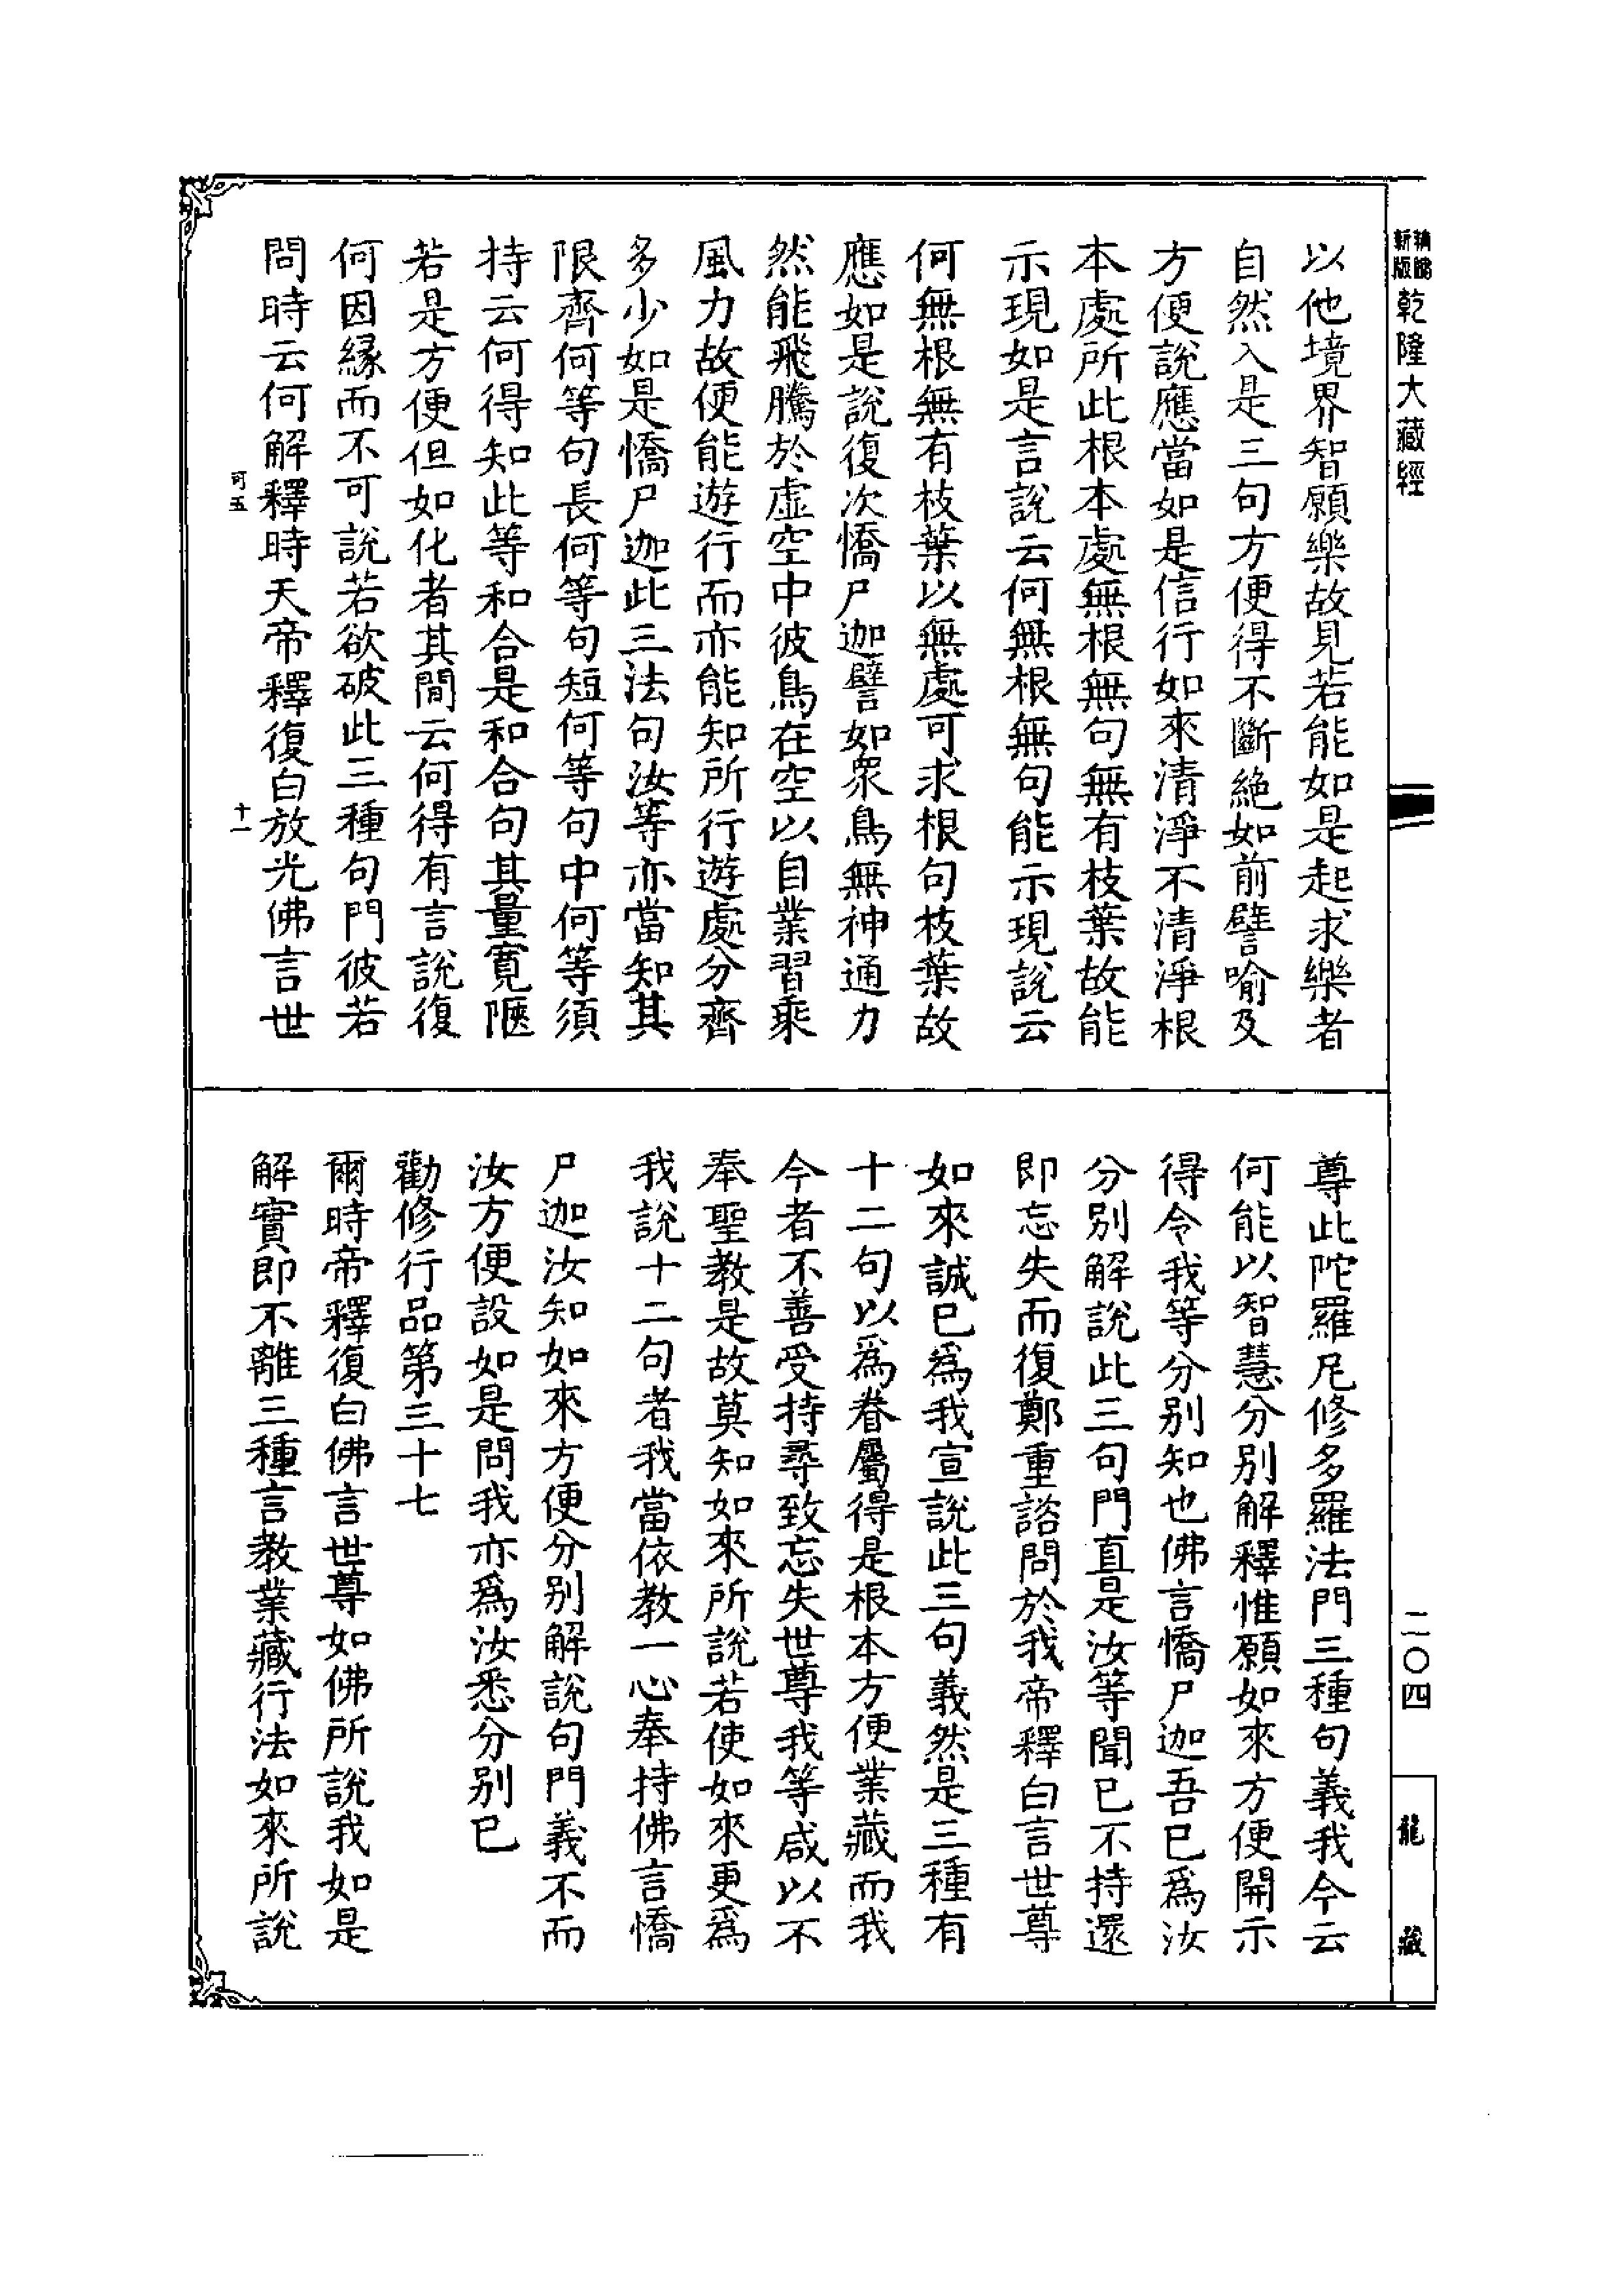 新編縮版乾隆大藏經
以他境界智願樂故見若能如是起求樂者
自然入是三句方便得不斷絶如前譬喻及
方便說應當如是信行如來清淨不清淨根
本處所此根本處無根無句無有枝葉故能
示現如是言說云何無根無句能示現說云
何無根無有枝葉以無處可求根句枝葉故
應如是說復次憍尸迦譬如衆鳥無神通力
然能飛騰於虛空中彼鳥在空以自業習乘
風力故便能遊行而亦能知所行遊處分齊
多少如是憍尸迦此三法句汝等亦當知其
限齊何等句長何等句短何等句中何等須
持云何得知此等和合是和合句其量寛陿
若是方便但如化者其間云何得有言說復
何因緣而不可說若欲破此三種句門彼若
問時云何解釋時天帝釋復白放光佛言世
可五
十一
尊此陀羅尼修多羅法門三種句義我今云
何能以智慧分別解釋惟願如來方便開示
得令我等分別知也佛言憍尸迦吾已爲汝
分別解說此三句門直是汝等聞已不持還
即忘失而復鄭重諮問於我帝釋白言世尊
如來誠已爲我宣說此三句義然是三種有
十二句以爲眷屬得是根本方便業藏而我
今者不善受持尋致忘失世尊我等咸以不
奉聖教是故莫知如來所說若使如來更爲
我說十二句者我當依教一心奉持佛言憍
尸迦汝知如來方便分別解說句門義不而
汝方便設如是問我亦爲汝悉分別已
勸修行品第三十七
爾時帝釋復白佛言世尊如佛所說我如是
解實即不離三種言教業藏行法如來所說
二〇四
龍藏